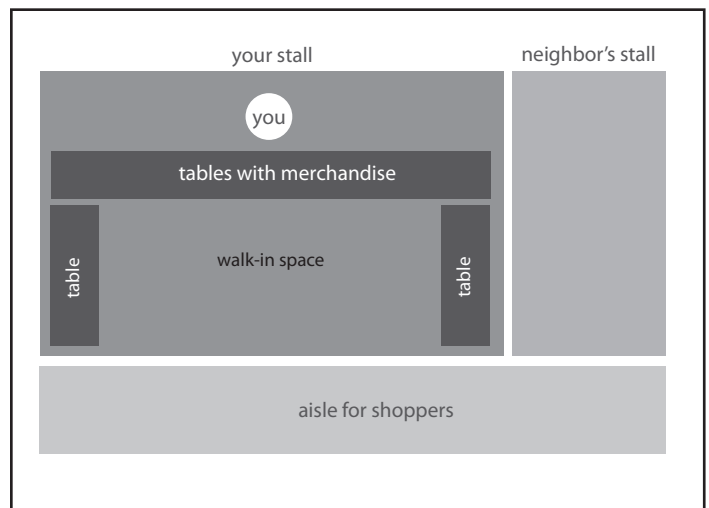 your stall
neighbor's stall
you
tables with merchandise
table
walk-in space
table
aisle for shoppers